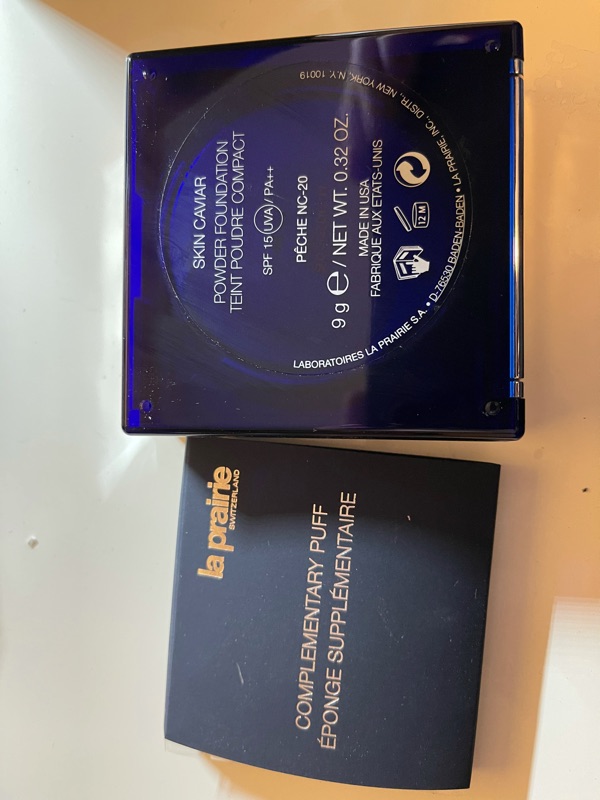 SKIN CAVIAR
POWDER FOUNDATION
TEINT POUDRE COMPACT
SPF 15 UVA / PA++
PÊCHE NC-20
9 g e / NET WT. 0.32 OZ.
MADE IN USA
FABRIQUE AUX ETATS-UNIS
12 M
LABORATOIRES LA PRAIRIE S.A. • D-76530 BADEN-BADEN • LA PRAIRIE, INC., DISTR., NEW YORK, N.Y. 10019
la prairie
SWITZERLAND
COMPLEMENTARY PUFF
ÉPONGE SUPPLÉMENTAIRE